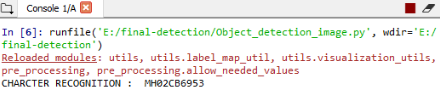 Console 1/A
In [6]: runfile('E:/final-detection/Object_detection_image.py', wdir='E:/
final-detection')
Reloaded modules: utils, utils.label_map_util, utils.visualization_utils,
pre_processing, pre_processing.allow_needed_values
CHARCTER RECOGNITION : MH02CB6953